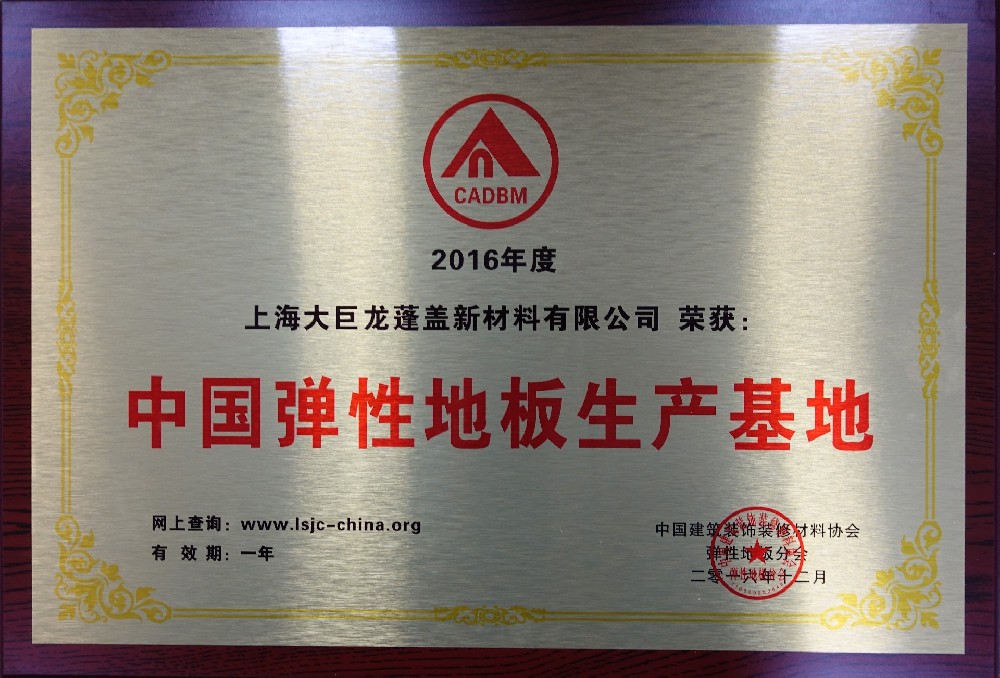 CADBM
2016年度
上海大巨龙蓬盖新材料有限公司 荣获:
中国弹性地板生产基地
网上查询: www.lsjc-china.org
有 效 期: 一年
中国建筑装饰装修材料协会
弹性地板分会
二零一六年十二月